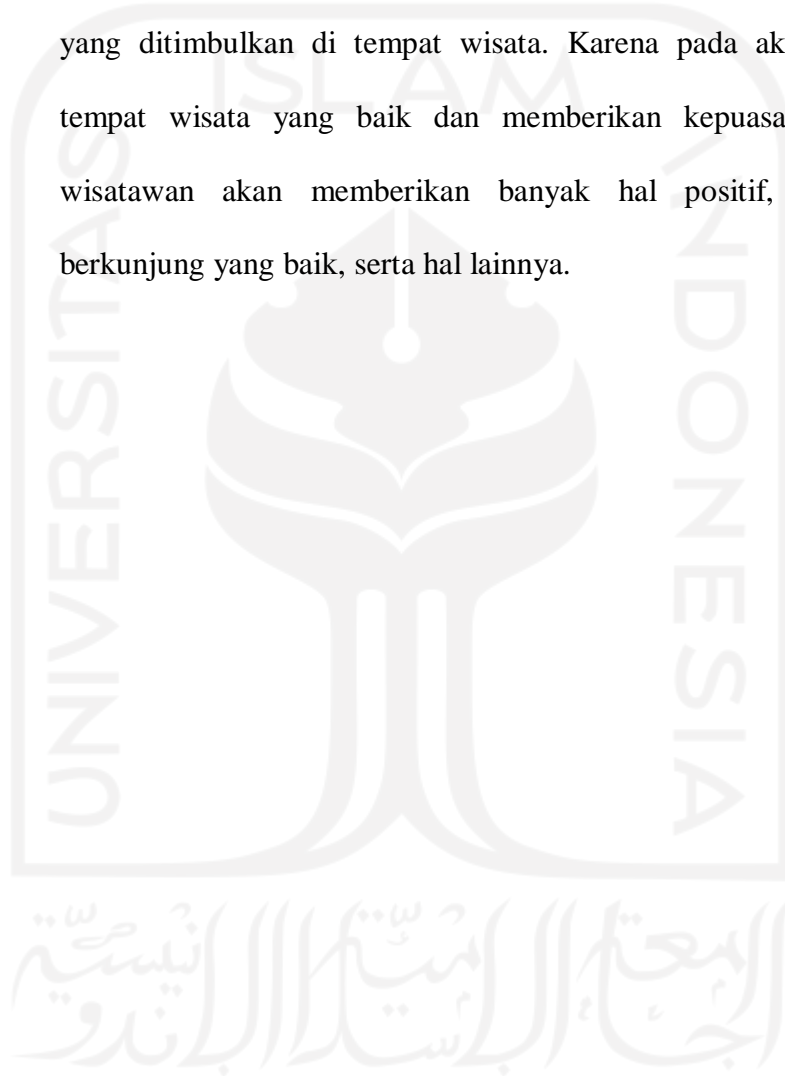 yang ditimbulkan di tempat wisata. Karena pada ak
tempat wisata yang baik dan memberikan kepuasa
wisatawan akan memberikan banyak hal positif,
berkunjung yang baik, serta hal lainnya.
ISLAM
UNIVERSITAS
INDONESIA